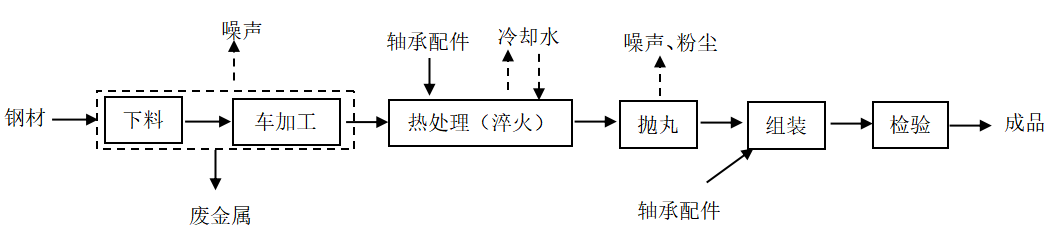 噪声
轴承配件
冷却水
噪声、粉尘
钢材
下料
车加工
热处理（淬火）
抛丸
组装
检验
成品
废金属
轴承配件